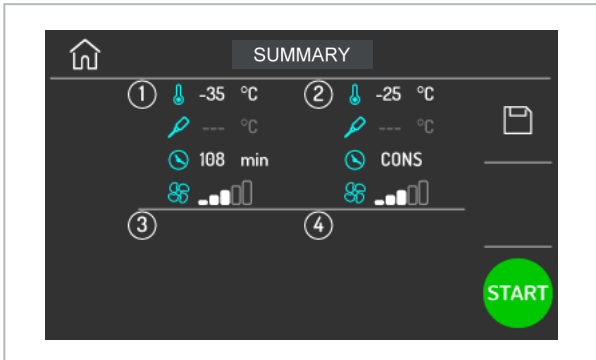 SUMMARY
① -35 °C ② -25 °C
--- °C --- °C
108 min CONS
③ ④
START